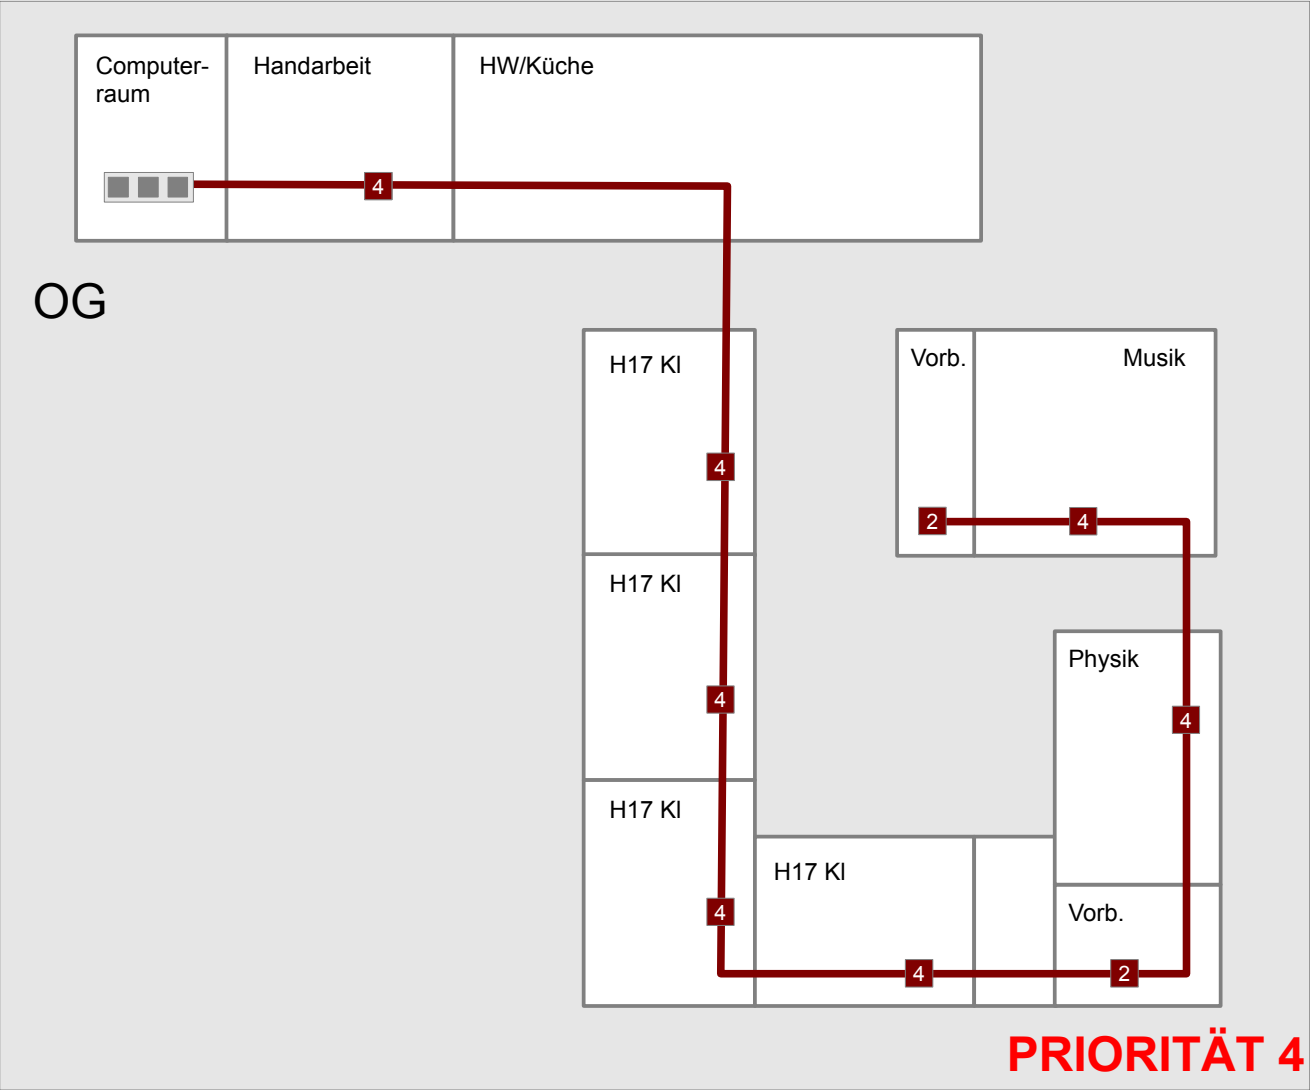 Computer-
raum
Handarbeit
HW/Küche
4
OG
H17 Kl
4
Vorb.
Musik
2
4
H17 Kl
4
Physik
4
H17 Kl
4
H17 Kl
4
Vorb.
2
PRIORITÄT 4